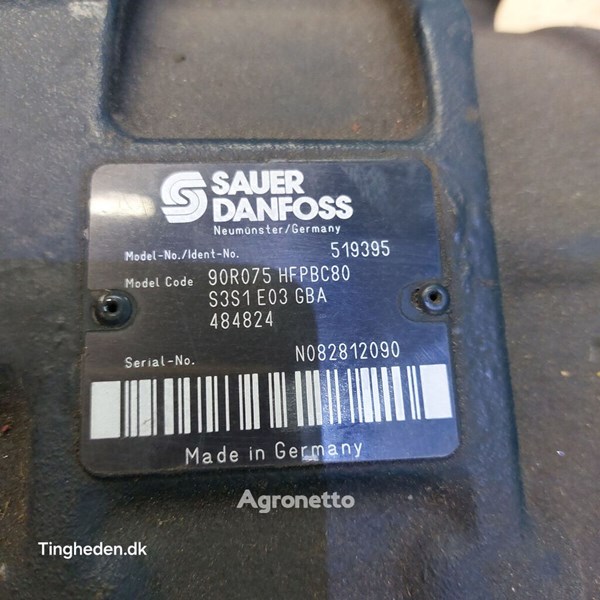 SAUER
DANFOSS
Neumünster/Germany
Model-No./Ident-No. 519395
Model Code 90R075 HFPBC80
S3S1 E03 GBA
484824
Serial-No. N082812090
Made in Germany
Agronetto
Tingheden.dk